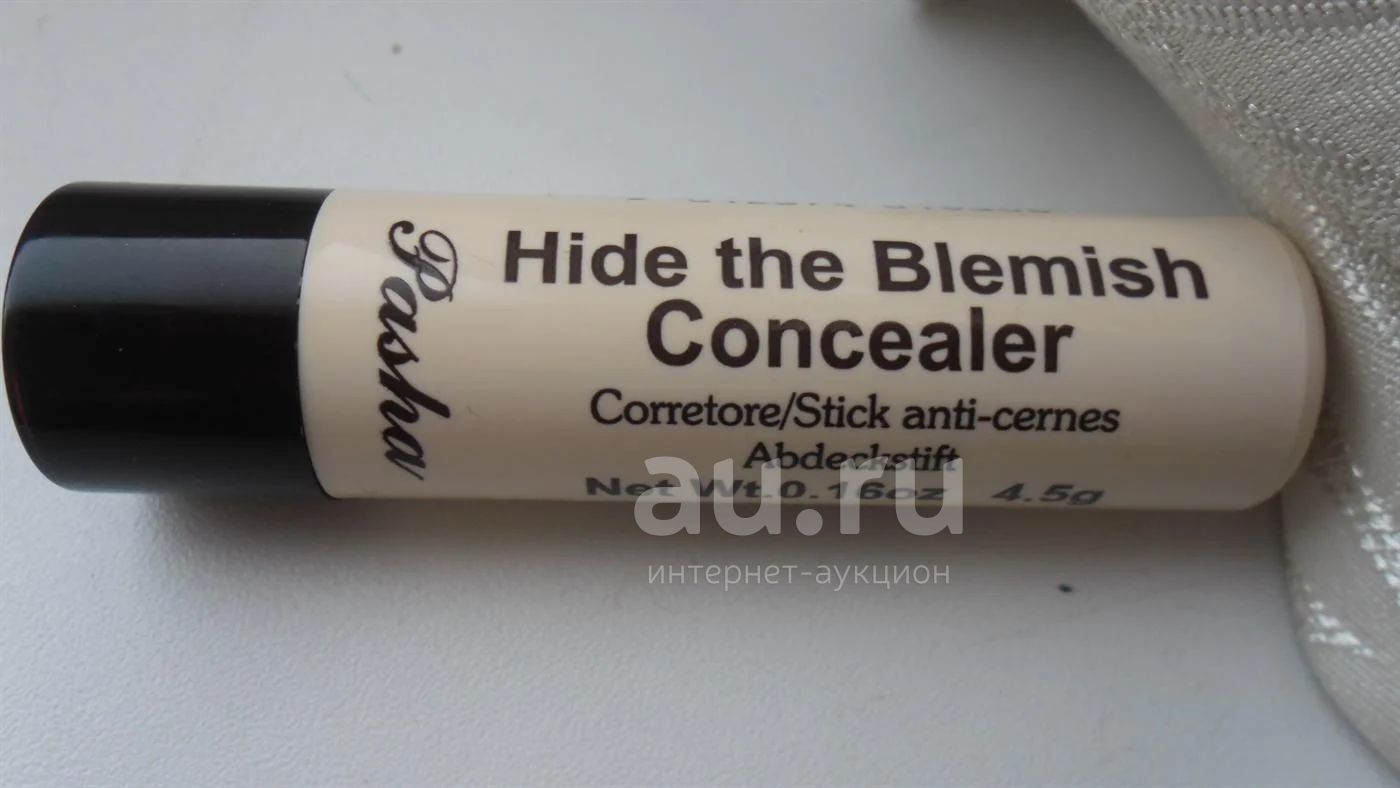 Pasha
Hide the Blemish
Concealer
Corretore/Stick anti-cernes
Abdeckstift
Net Wt.0.16oz 4.5g
au.ru
интернет-аукцион